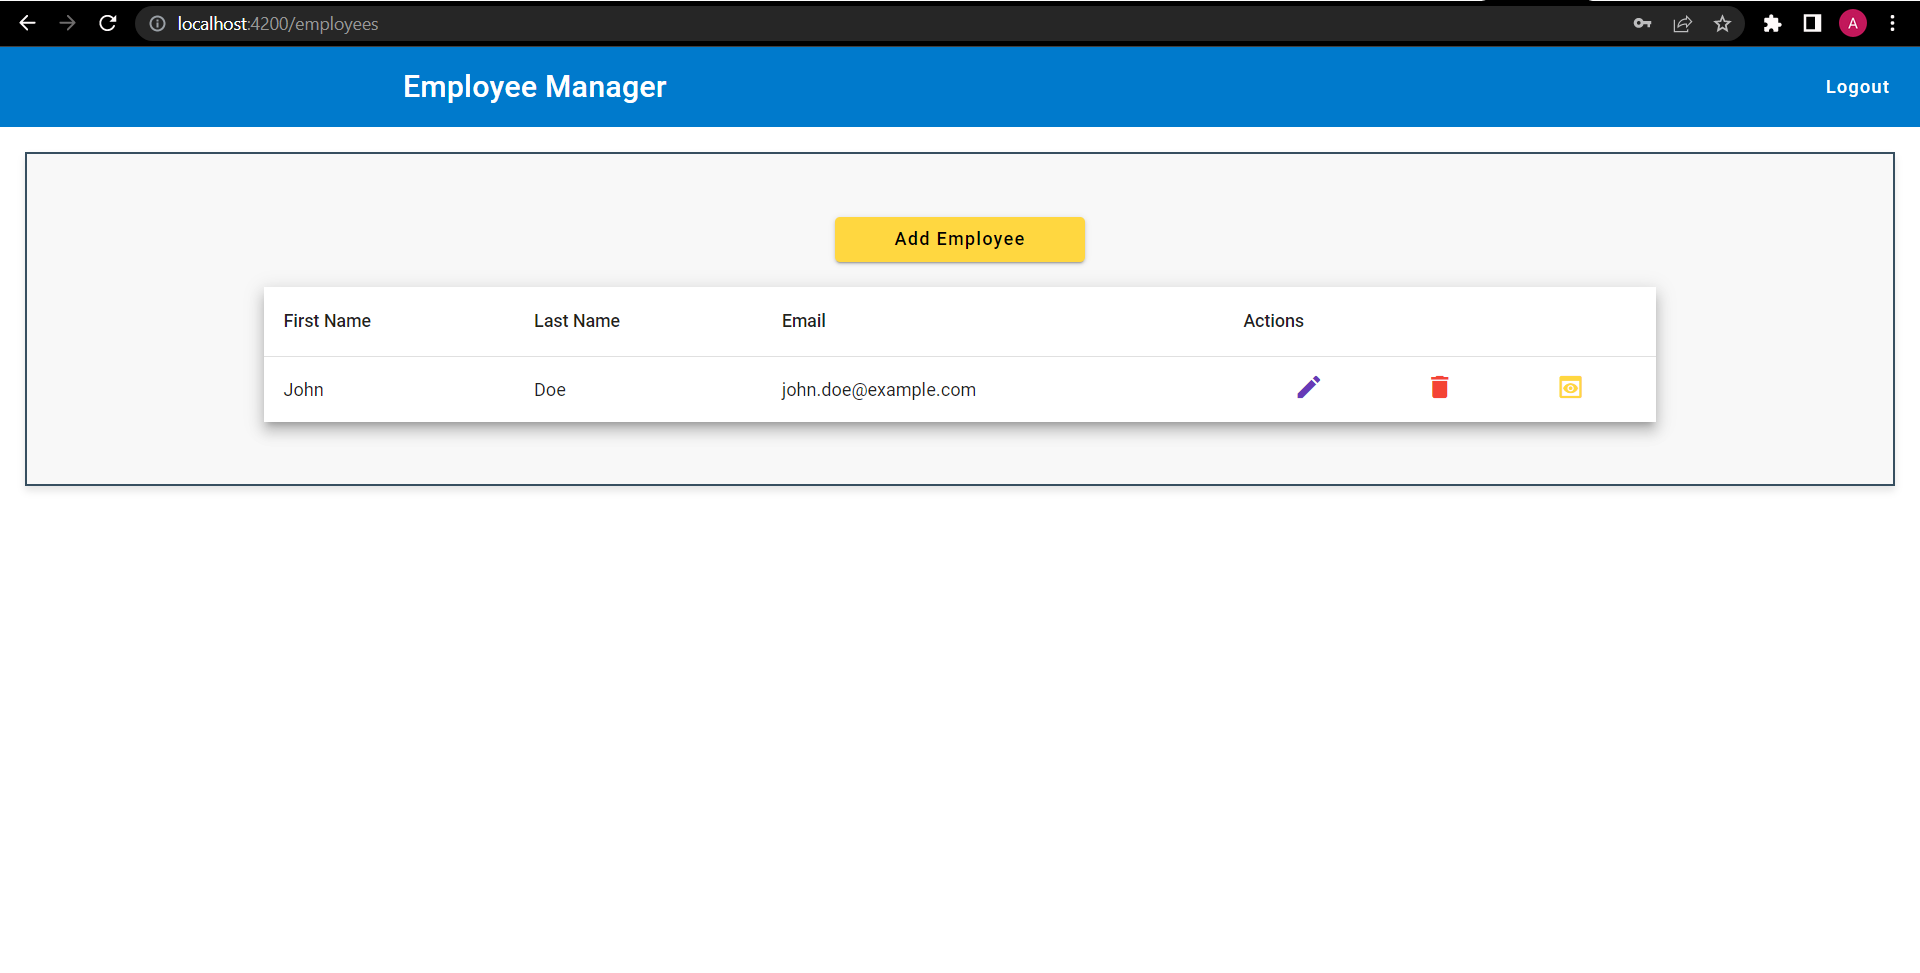 localhost:4200/employees
A
Employee Manager
Logout
Add Employee
First Name Last Name Email Actions
John Doe john.doe@example.com